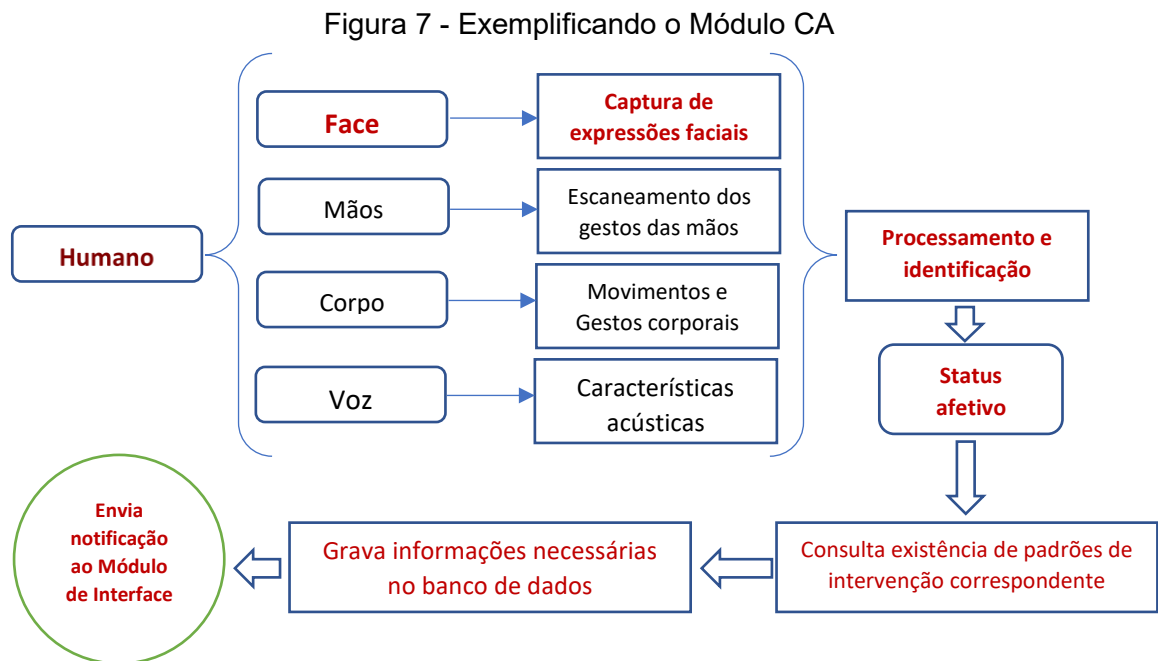 Figura 7 - Exemplificando o Módulo CA
Humano
Face
Captura de
expressões faciais
Mãos
Escaneamento dos
gestos das mãos
Corpo
Movimentos e
Gestos corporais
Voz
Característícas
acústicas
Processamento e
identificação
Status
afetivo
Consulta existência de padrões de
intervenção correspondente
Grava informações necessárias
no banco de dados
Envia
notificação
ao Módulo
de Interface